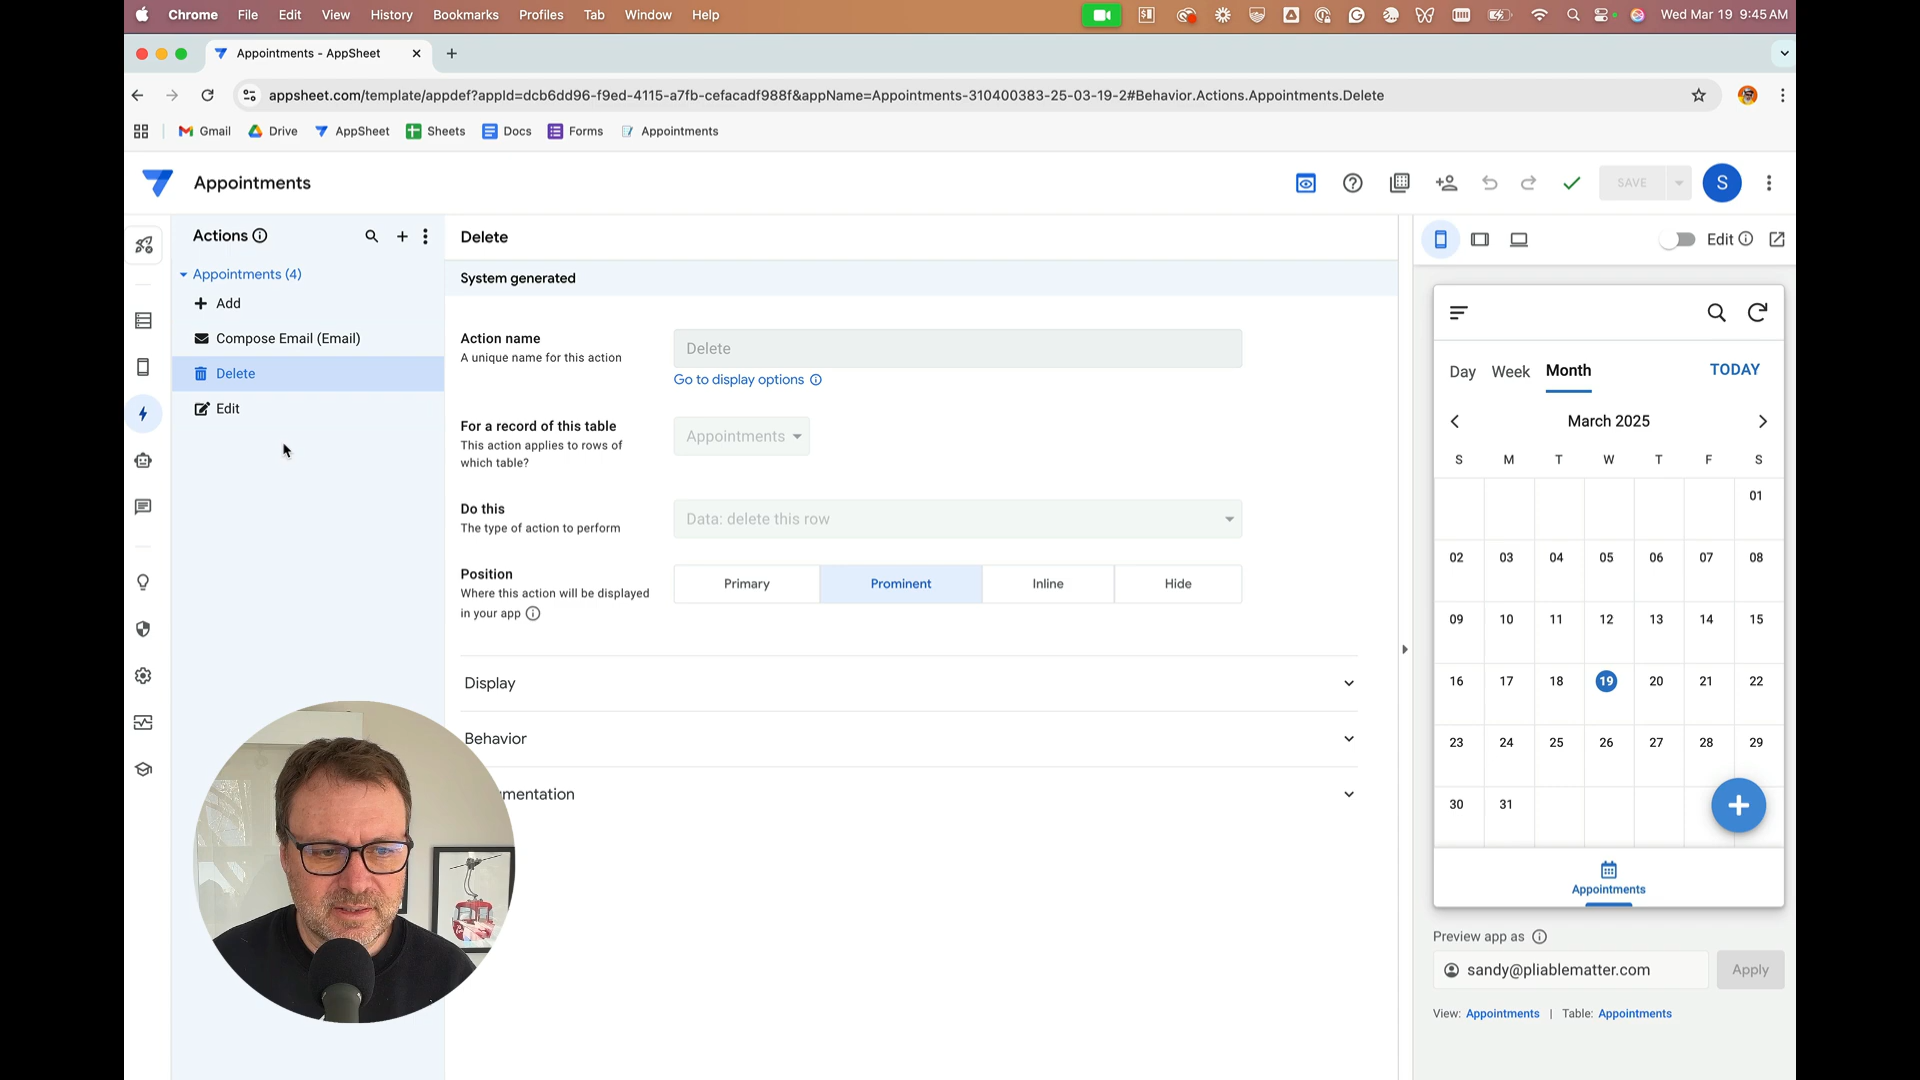 Chrome File Edit View History Bookmarks Profiles Tab Window Help Wed Mar 19 9:45 AM
Appointments - AppSheet
appsheet.com/template/appdef?appId=dcb6dd96-f9ed-4115-a7fb-cefacadf988f&appName=Appointments-310400383-25-03-19-2#Behavior.Actions.Appointments.Delete
Gmail Drive AppSheet Sheets Docs Forms Appointments
Appointments SAVE S
Actions
Appointments (4)
Add
Compose Email (Email)
Delete
Edit
Delete
System generated
Action name
A unique name for this action
Delete
Go to display options
For a record of this table
This action applies to rows of
which table?
Appointments
Do this
The type of action to perform
Data: delete this row
Position
Where this action will be displayed
in your app
Primary Prominent Inline Hide
Display
Behavior
mentation
Edit
Day Week Month TODAY
March 2025
S M T W T F S
01
02 03 04 05 06 07 08
09 10 11 12 13 14 15
16 17 18 19 20 21 22
23 24 25 26 27 28 29
30 31
Appointments
Preview app as
sandy@pliablematter.com Apply
View: Appointments | Table: Appointments